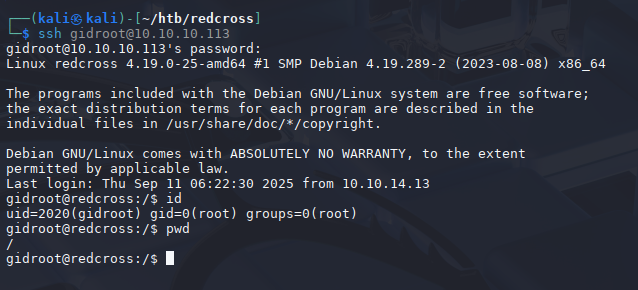 ┌──(kali㉿kali)-[~/htb/redcross]
└─$ ssh gidroot@10.10.10.113
gidroot@10.10.10.113's password:
Linux redcross 4.19.0-25-amd64 #1 SMP Debian 4.19.289-2 (2023-08-08) x86_64

The programs included with the Debian GNU/Linux system are free software;
the exact distribution terms for each program are described in the
individual files in /usr/share/doc/*/copyright.

Debian GNU/Linux comes with ABSOLUTELY NO WARRANTY, to the extent
permitted by applicable law.
Last login: Thu Sep 11 06:22:30 2025 from 10.10.14.13
gidroot@redcross:/$ id
uid=2020(gidroot) gid=0(root) groups=0(root)
gidroot@redcross:/$ pwd
/
gidroot@redcross:/$